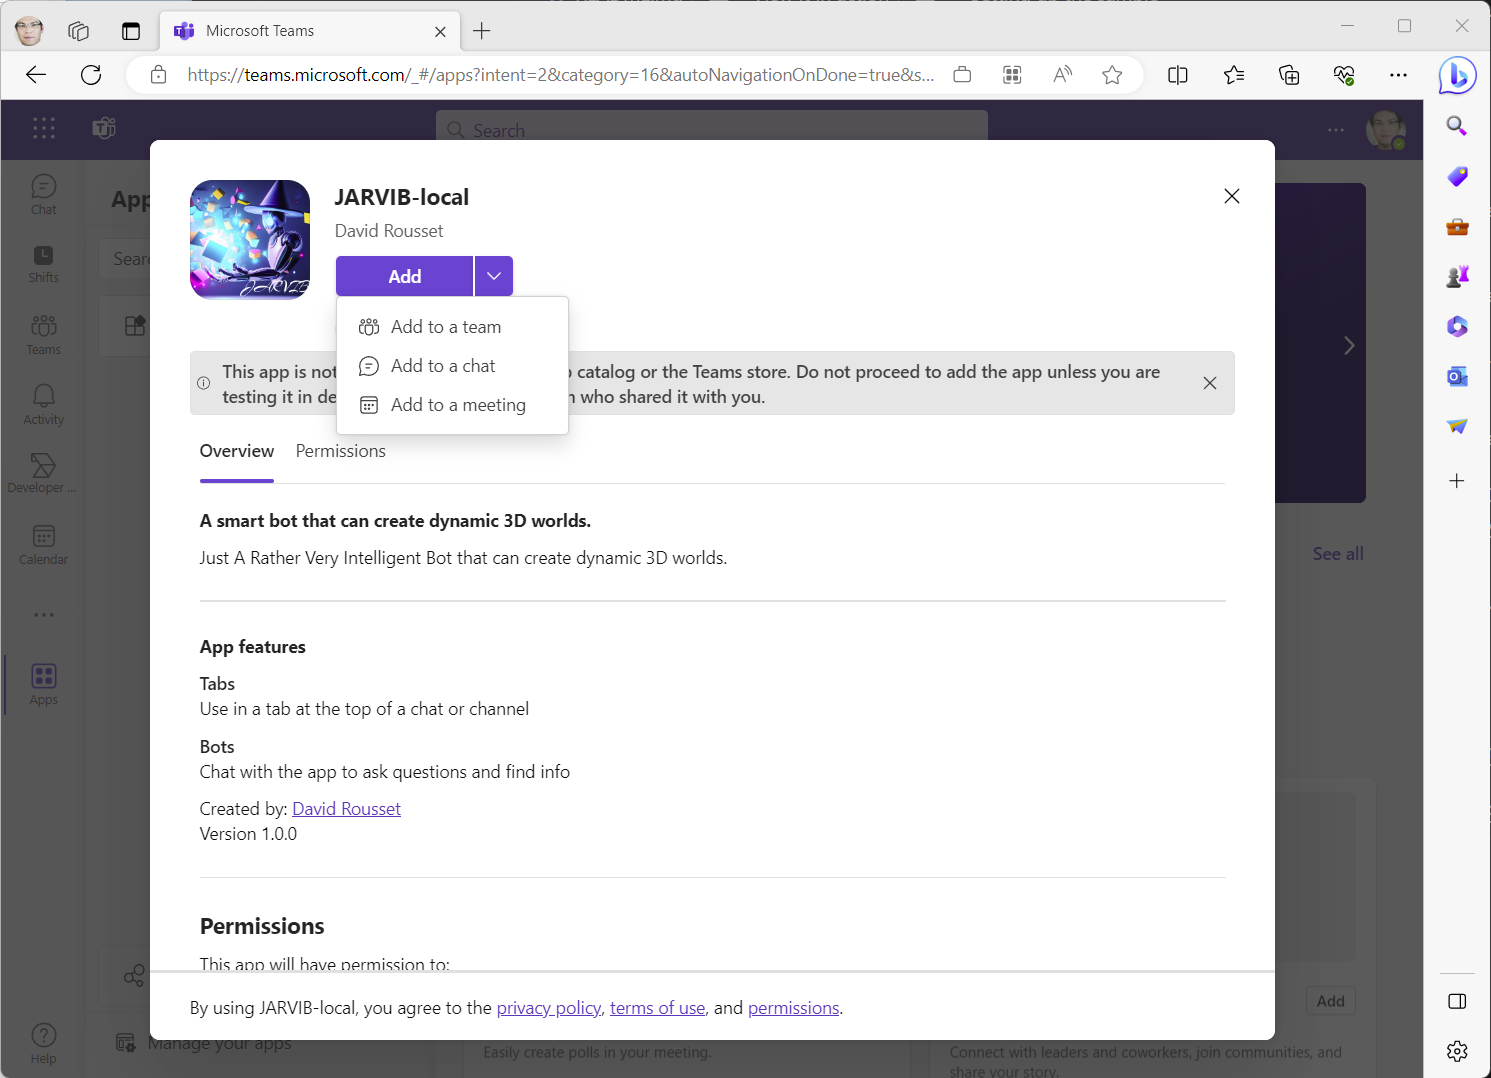 Microsoft Teams
https://teams.microsoft.com/_#/apps?intent=2&category=16&autoNavigationOnDone=true&s...
Search
Chat
Shifts
Teams
Activity
Developer ...
Calendar
Apps
Help
App
Sear
JARVIB-local
David Rousset
JARVIB
Add
Add to a team
Add to a chat
Add to a meeting
This app is not catalog or the Teams store. Do not proceed to add the app unless you are
testing it in de who shared it with you.
Overview Permissions
A smart bot that can create dynamic 3D worlds.
Just A Rather Very Intelligent Bot that can create dynamic 3D worlds.
App features
Tabs
Use in a tab at the top of a chat or channel
Bots
Chat with the app to ask questions and find info
Created by: David Rousset
Version 1.0.0
Permissions
This app will have permission to:
By using JARVIB-local, you agree to the privacy policy, terms of use, and permissions.
See all
Add
Manage your apps
Easily create polls in your meeting.
Connect with leaders and coworkers, join communities, and
share your story.